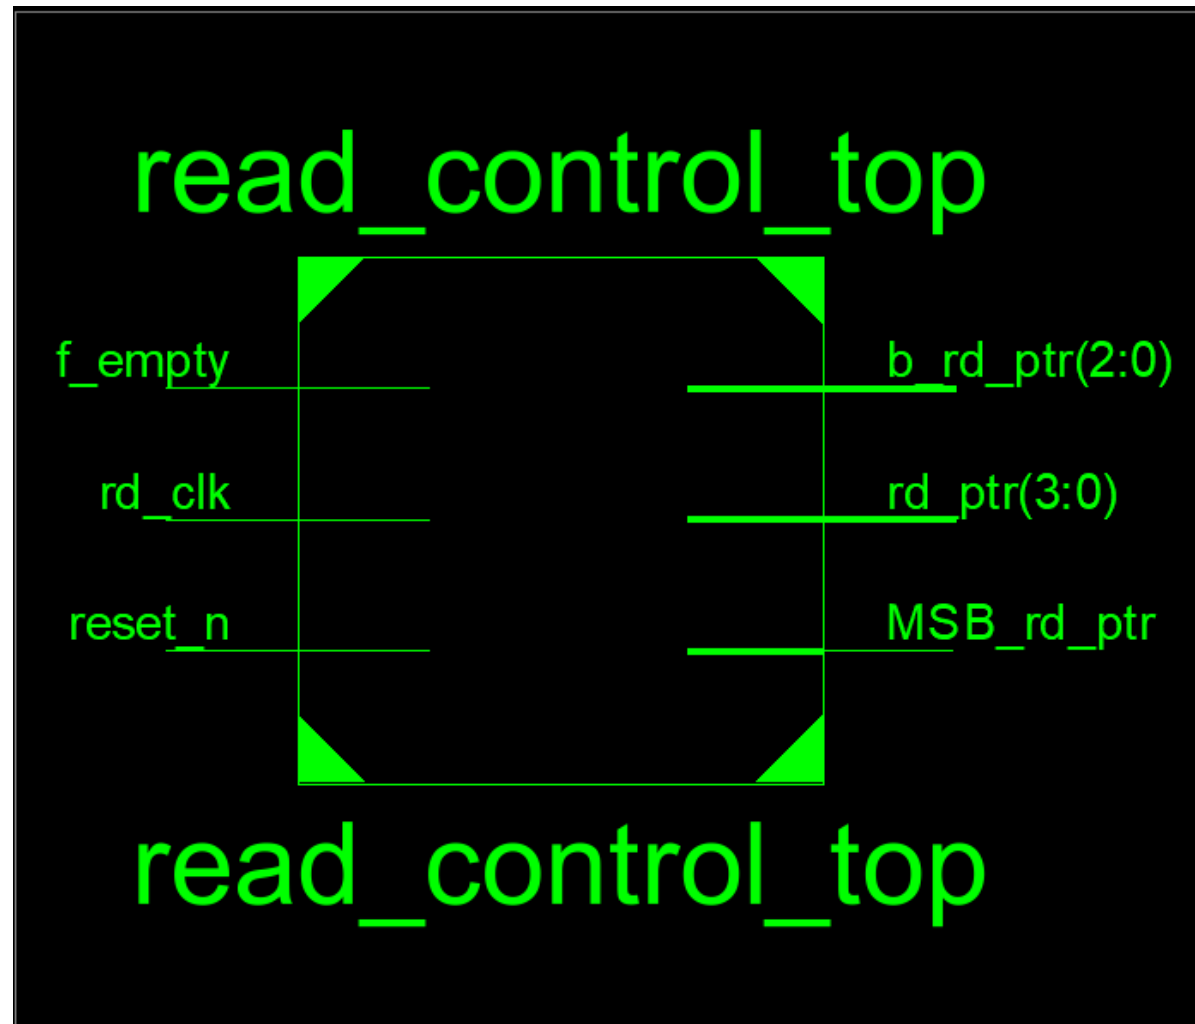 read_control_top
f_empty
b_rd_ptr(2:0)
rd_clk
rd_ptr(3:0)
reset_n
MSB_rd_ptr
read_control_top